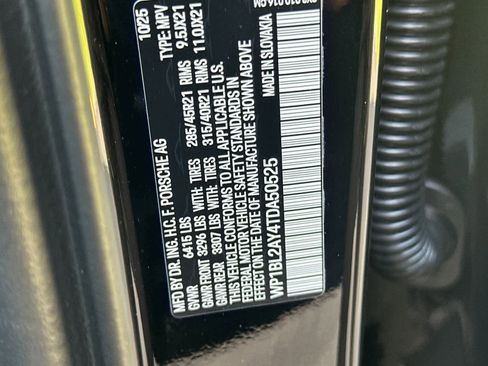 MFD BY DR. ING. H.C. F. PORSCHE AG 10/25
GVWR 6415 LBS TYPE: MPV
GAWR FRONT 3296 LBS WITH: TIRES 285/45R21 RIMS 9.5JX21
GAWR REAR 3307 LBS WITH: TIRES 315/40R21 RIMS 11.0JX21
THIS VEHICLE CONFORMS TO ALL APPLICABLE U.S.
FEDERAL MOTOR VEHICLE SAFETY STANDARDS IN
EFFECT ON THE DATE OF MANUFACTURE SHOWN ABOVE
WP1BL2AY4TDA50525 MADE IN SLOVAKIA